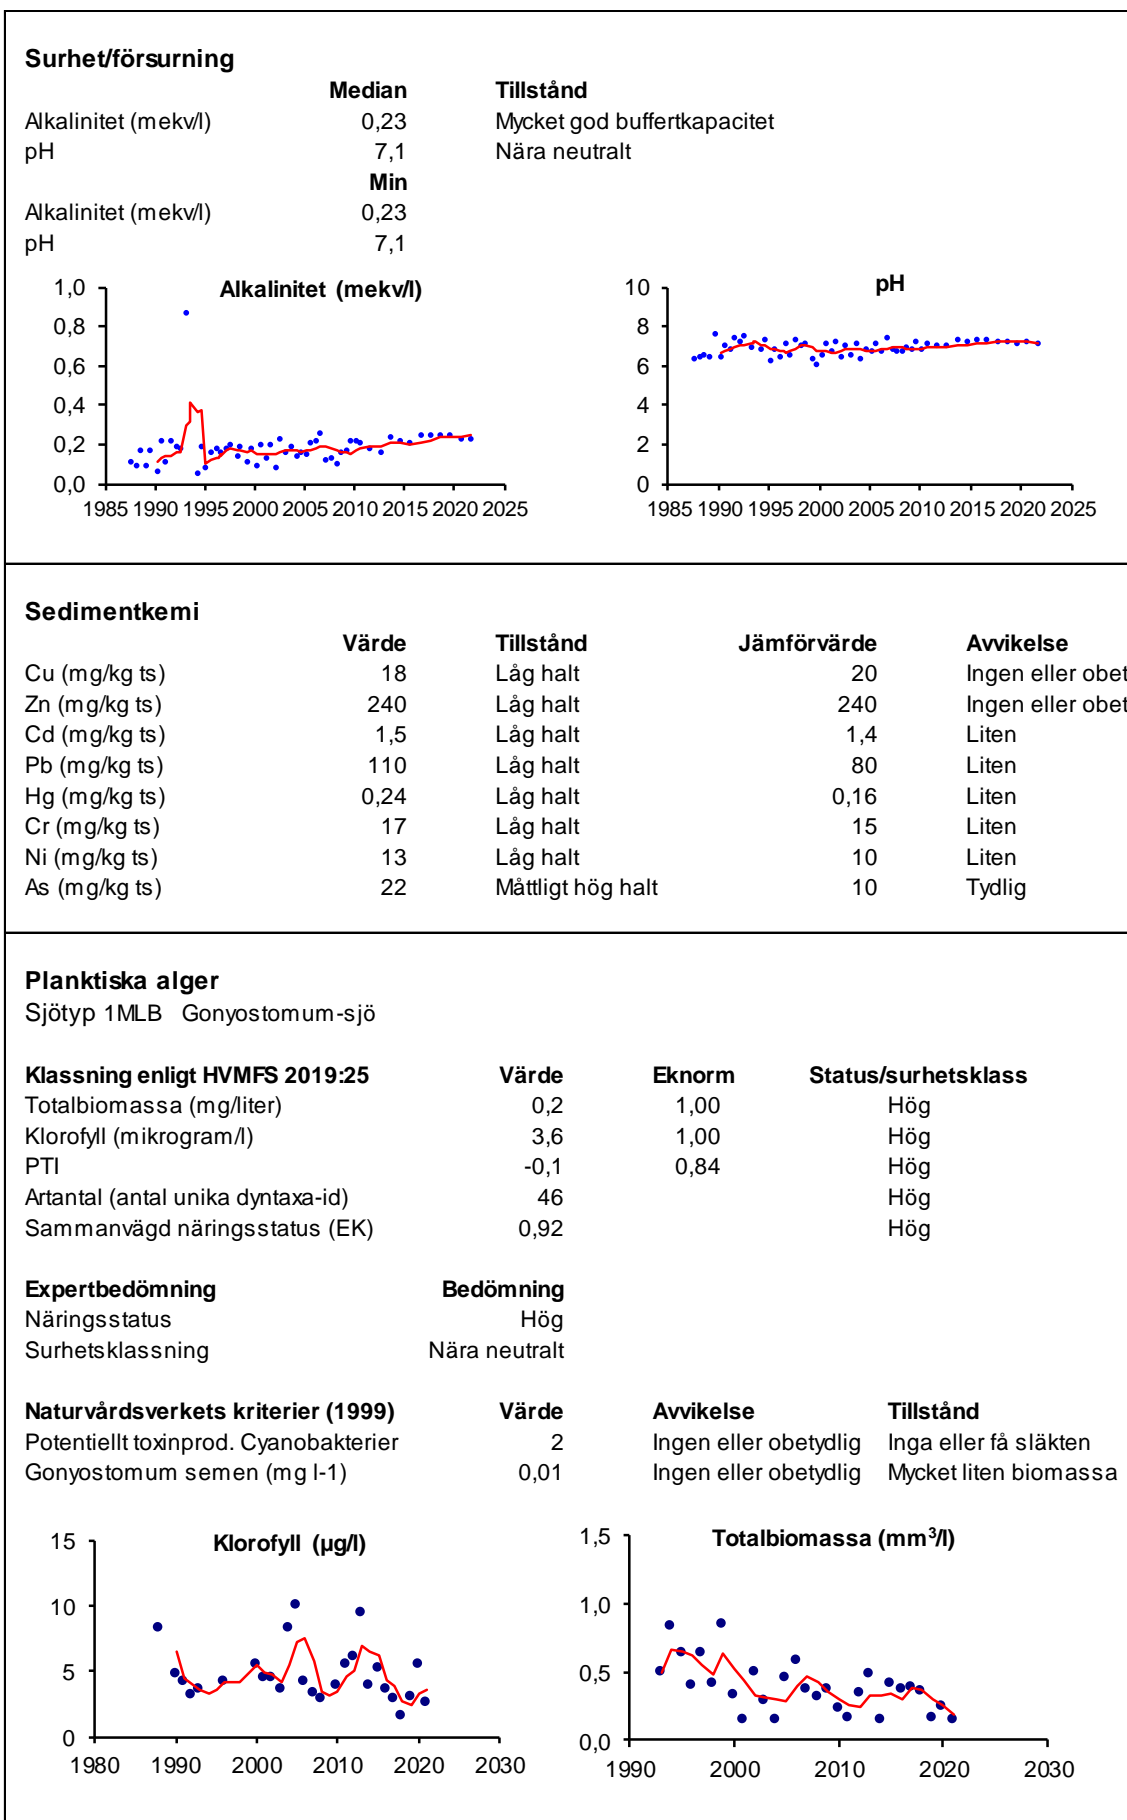 Surhet/försurning
Median Tillstånd
Alkalinitet (mekv/l) 0,23 Mycket god buffertkapacitet
pH 7,1 Nära neutralt
Min
Alkalinitet (mekv/l) 0,23
pH 7,1
Alkalinitet (mekv/l)
1,0
0,8
0,6
0,4
0,2
0,0
1985 1990 1995 2000 2005 2010 2015 2020 2025
pH
10
8
6
4
2
0
1985 1990 1995 2000 2005 2010 2015 2020 2025
Sedimentkemi
Värde Tillstånd Jämförvärde Avvikelse
Cu (mg/kg ts) 18 Låg halt 20 Ingen eller obet
Zn (mg/kg ts) 240 Låg halt 240 Ingen eller obet
Cd (mg/kg ts) 1,5 Låg halt 1,4 Liten
Pb (mg/kg ts) 110 Låg halt 80 Liten
Hg (mg/kg ts) 0,24 Låg halt 0,16 Liten
Cr (mg/kg ts) 17 Låg halt 15 Liten
Ni (mg/kg ts) 13 Låg halt 10 Liten
As (mg/kg ts) 22 Måttligt hög halt 10 Tydlig
Planktiska alger
Sjötyp 1MLB Gonyostomum-sjö
Klassning enligt HVMFS 2019:25 Värde Eknorm Status/surhetsklass
Totalbiomassa (mg/liter) 0,2 1,00 Hög
Klorofyll (mikrogram/l) 3,6 1,00 Hög
PTI -0,1 0,84 Hög
Artantal (antal unika dyntaxa-id) 46 Hög
Sammanvägd näringsstatus (EK) 0,92 Hög
Expertbedömning Bedömning
Näringsstatus Hög
Surhetsklassning Nära neutralt
Naturvårdsverkets kriterier (1999) Värde Avvikelse Tillstånd
Potentiellt toxinprod. Cyanobakterier 2 Ingen eller obetydlig Inga eller få släkten
Gonyostomum semen (mg l-1) 0,01 Ingen eller obetydlig Mycket liten biomassa
Klorofyll (µg/l)
15
10
5
0
1980 1990 2000 2010 2020 2030
Totalbiomassa (mm³/l)
1,5
1,0
0,5
0,0
1990 2000 2010 2020 2030